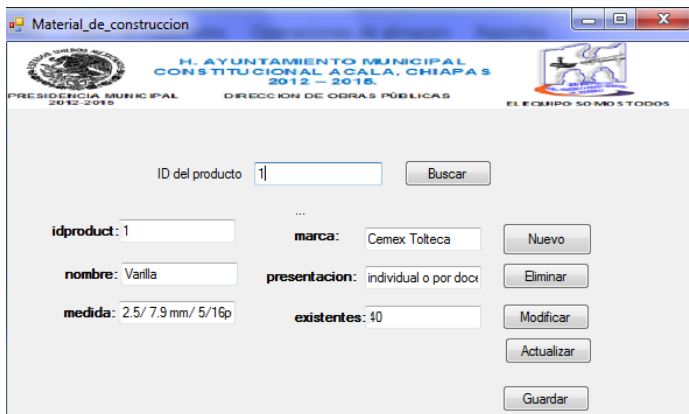 Material_de_construccion
H. AYUNTAMIENTO MUNICIPAL
CONSTITUCIONAL ACALA, CHIAPAS
2012 – 2015.
PRESIDENCIA MUNICIPAL DIRECCION DE OBRAS PÚBLICAS
2012-2015
EL EQUIPO SOMOS TODOS
ID del producto 1 Buscar
...
idproduct: 1 marca: Cemex Tolteca Nuevo
nombre: Varilla presentacion: individual o por doce Eliminar
medida: 2.5/ 7.9 mm/ 5/16p existentes: 40 Modificar
Actualizar
Guardar